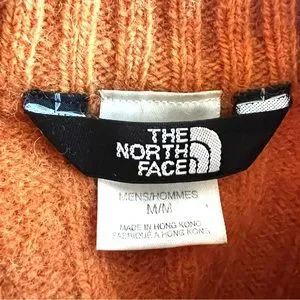 THE
NORTH
FACE
MENS/HOMMES
M/M
MADE IN HONG KONG
FABRIQUÉ A HONG KONG